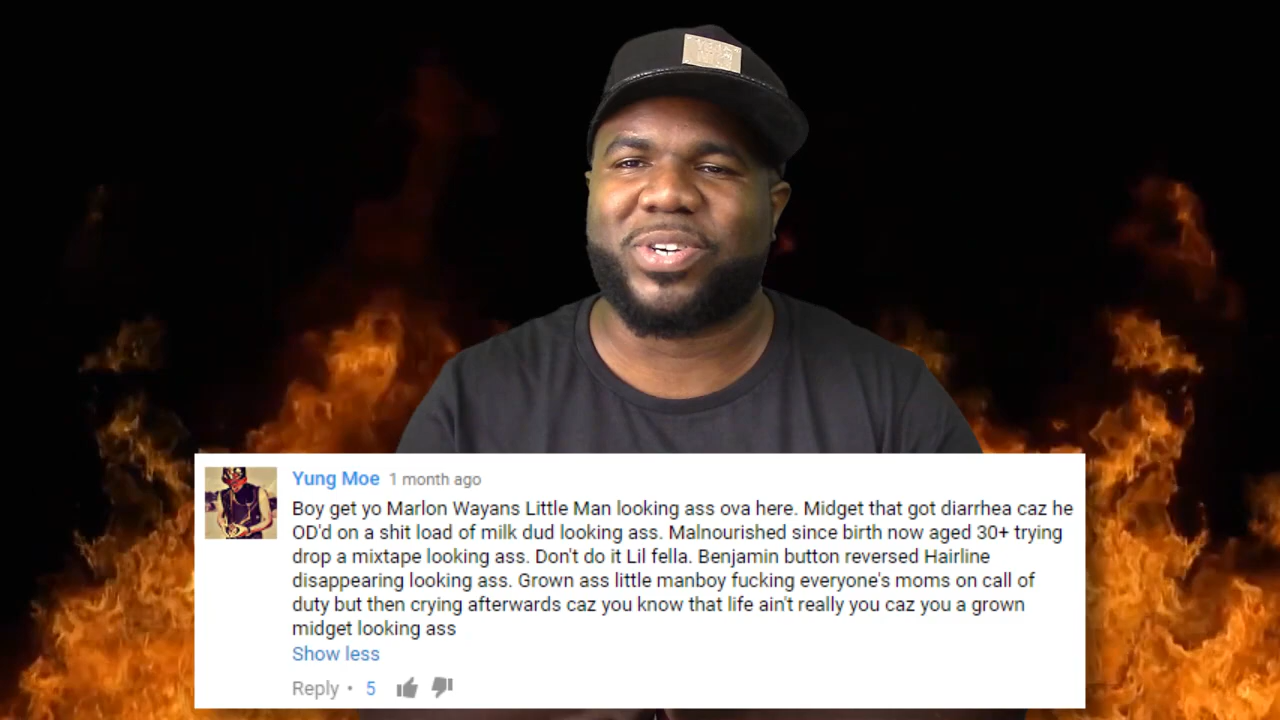 Yung Moe 1 month ago
Boy get yo Marlon Wayans Little Man looking ass ova here. Midget that got diarrhea caz he
OD'd on a shit load of milk dud looking ass. Malnourished since birth now aged 30+ trying
drop a mixtape looking ass. Don't do it Lil fella. Benjamin button reversed Hairline
disappearing looking ass. Grown ass little manboy fucking everyone's moms on call of
duty but then crying afterwards caz you know that life ain't really you caz you a grown
midget looking ass
Show less
Reply • 5